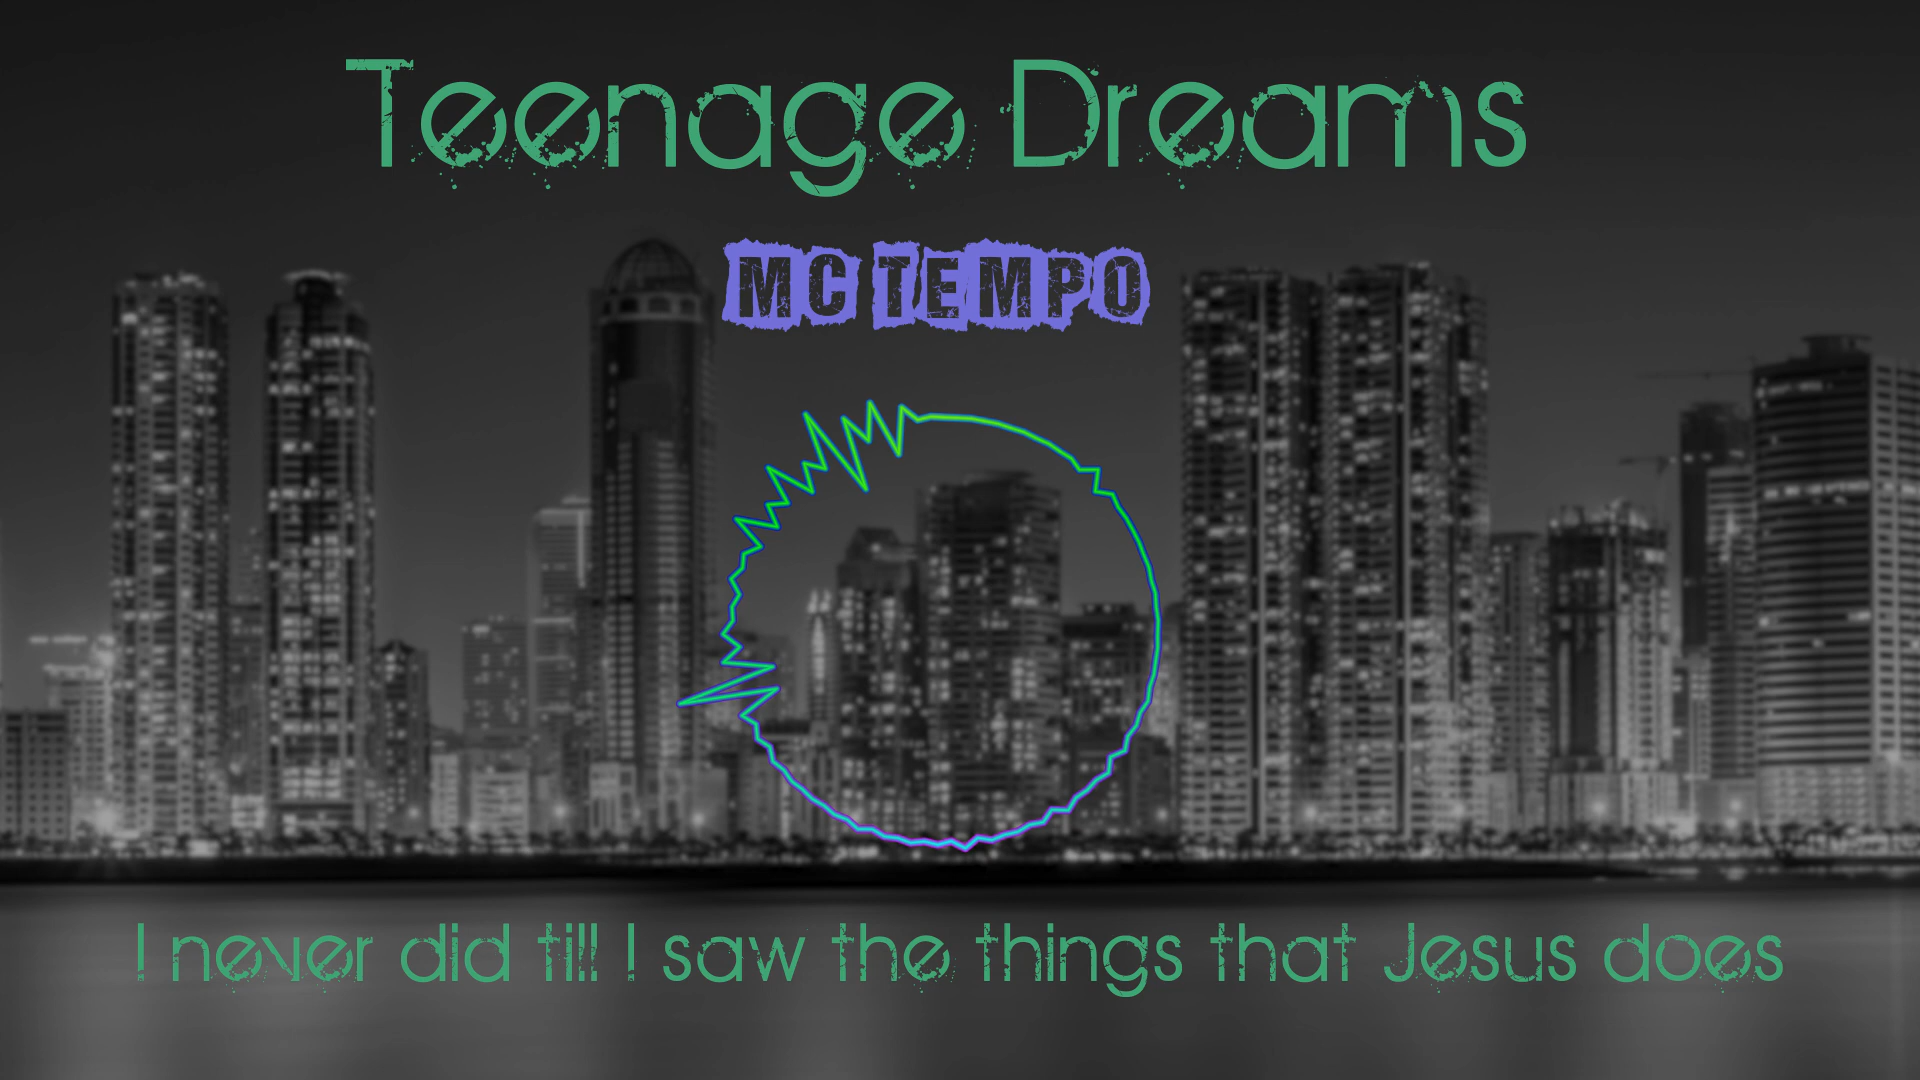 Teenage Dreams
MC TEMPO
I never did till I saw the things that Jesus does